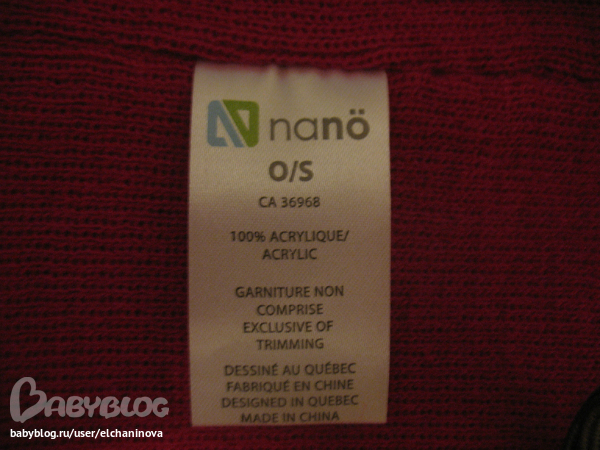 nanö
O/S
CA 36968
100% ACRYLIQUE/
ACRYLIC
GARNITURE NON
COMPRISE
EXCLUSIVE OF
TRIMMING
DESSINÉ AU QUÉBEC
FABRIQUÉ EN CHINE
DESIGNED IN QUEBEC
MADE IN CHINA
BABYBLOG
babyblog.ru/user/elchaninova